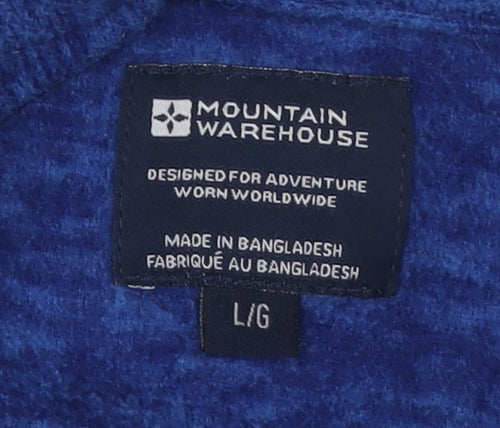 MOUNTAIN
WAREHOUSE
DESIGNED FOR ADVENTURE
WORN WORLDWIDE
MADE IN BANGLADESH
FABRIQUÉ AU BANGLADESH
L/G